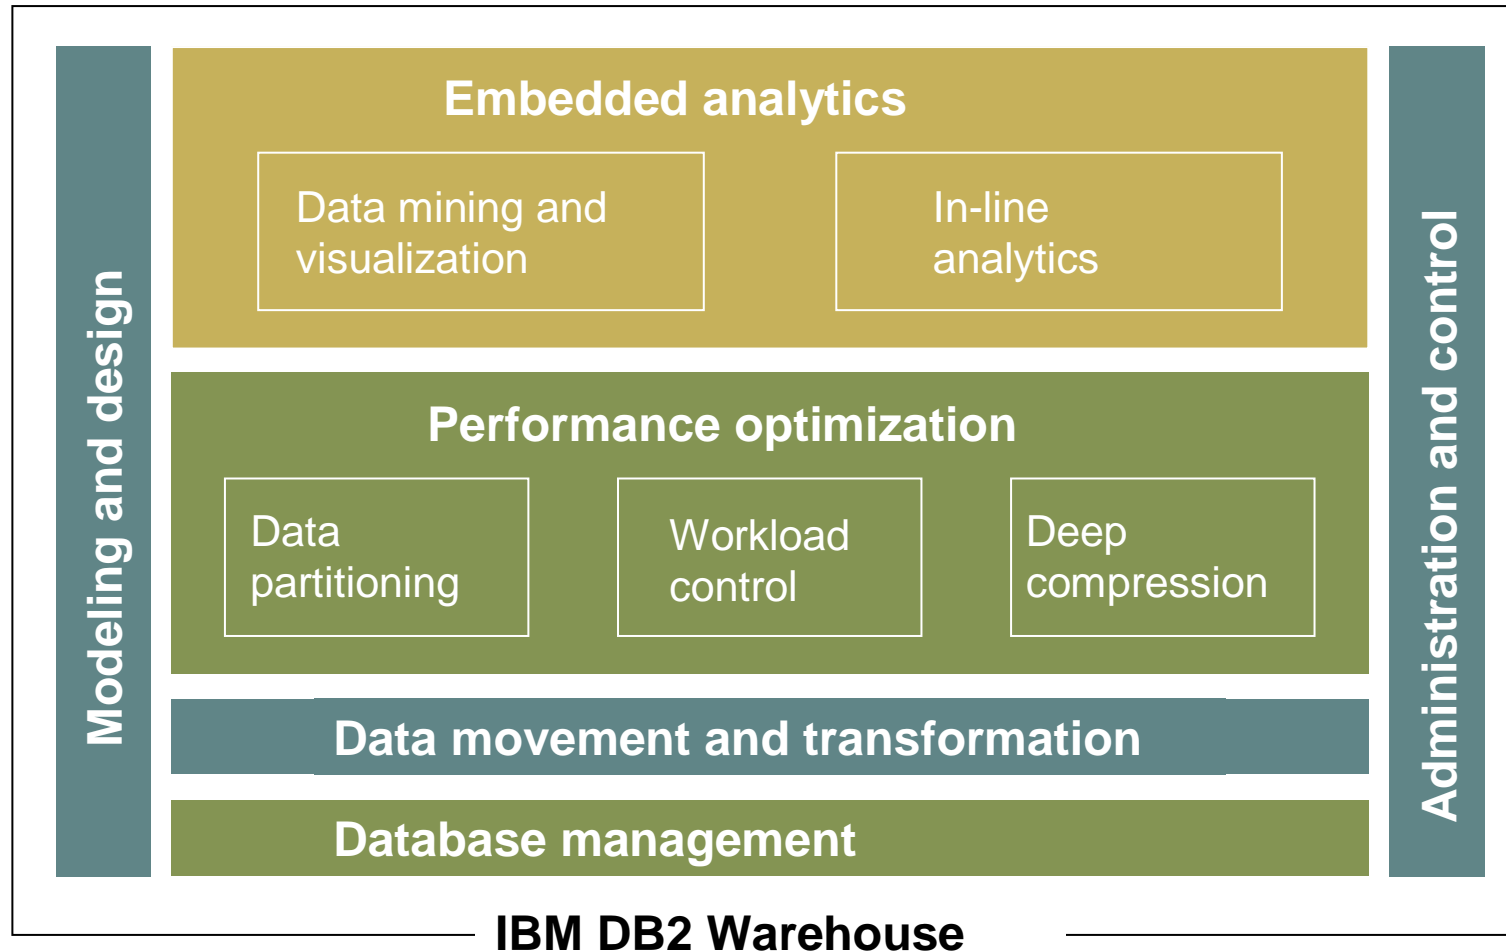 Modeling and design
Embedded analytics
Data mining and
visualization
In-line
analytics
Performance optimization
Data
partitioning
Workload
control
Deep
compression
Data movement and transformation
Database management
Administration and control
IBM DB2 Warehouse